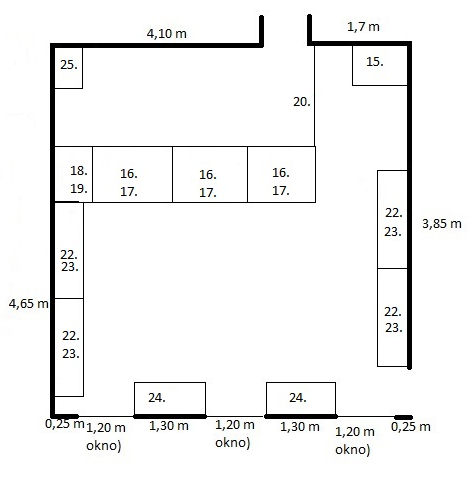 4,10 m
1,7 m
25.
15.
20.
18.
19.
16.
17.
16.
17.
16.
17.
22.
23.
22.
23.
3,85 m
22.
23.
22.
23.
4,65 m
24.
24.
0,25 m
1,20 m
okno)
1,30 m
1,20 m
okno)
1,30 m
1,20 m
okno)
0,25 m